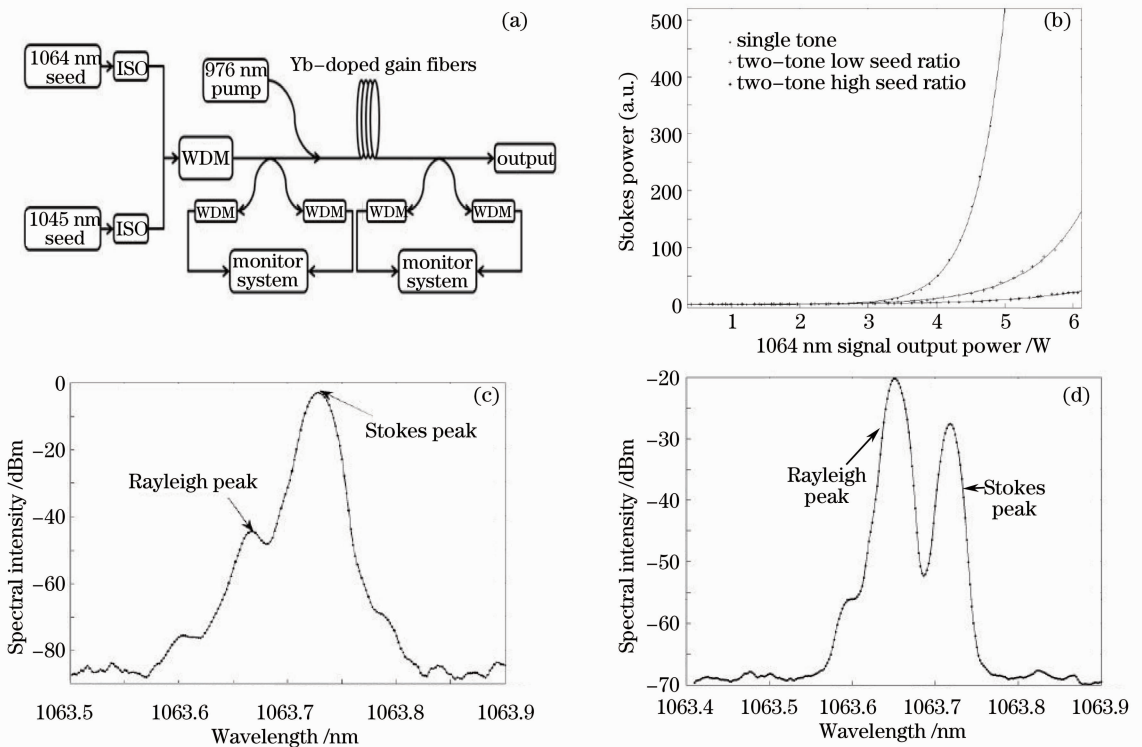 (a)
1064 nm
seed
ISO
976 nm
pump
Yb-doped gain fibers
WDM
output
1045 nm
seed
ISO
WDM
WDM
WDM
WDM
monitor
system
monitor
system
(b)
Stokes power (a.u.)
500
400
300
200
100
0
single tone
two-tone low seed ratio
two-tone high seed ratio
1 2 3 4 5 6
1064 nm signal output power /W
(c)
Spectral intensity /dBm
0
-20
-40
-60
-80
Stokes peak
Rayleigh peak
1063.5 1063.6 1063.7 1063.8 1063.9
Wavelength /nm
(d)
Spectral intensity /dBm
-20
-30
-40
-50
-60
-70
Rayleigh
peak
Stokes
peak
1063.4 1063.5 1063.6 1063.7 1063.8 1063.9
Wavelength /nm